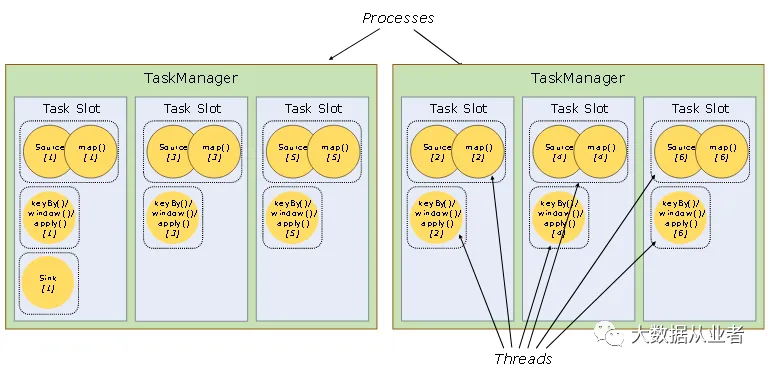 Processes
TaskManager
TaskManager
Task Slot
Task Slot
Task Slot
Task Slot
Task Slot
Task Slot
Source
[1]
map()
[1]
Source
[3]
map()
[3]
Source
[5]
map()
[5]
Source
[2]
map()
[2]
Source
[4]
map()
[4]
Source
[6]
map()
[6]
keyBy()/
window()/
apply()
[1]
keyBy()/
window()/
apply()
[3]
keyBy()/
window()/
apply()
[5]
keyBy()/
window()/
apply()
[2]
keyBy()/
window()/
apply()
[4]
keyBy()/
window()/
apply()
[6]
Sink
[1]
大数据从业者
Threads